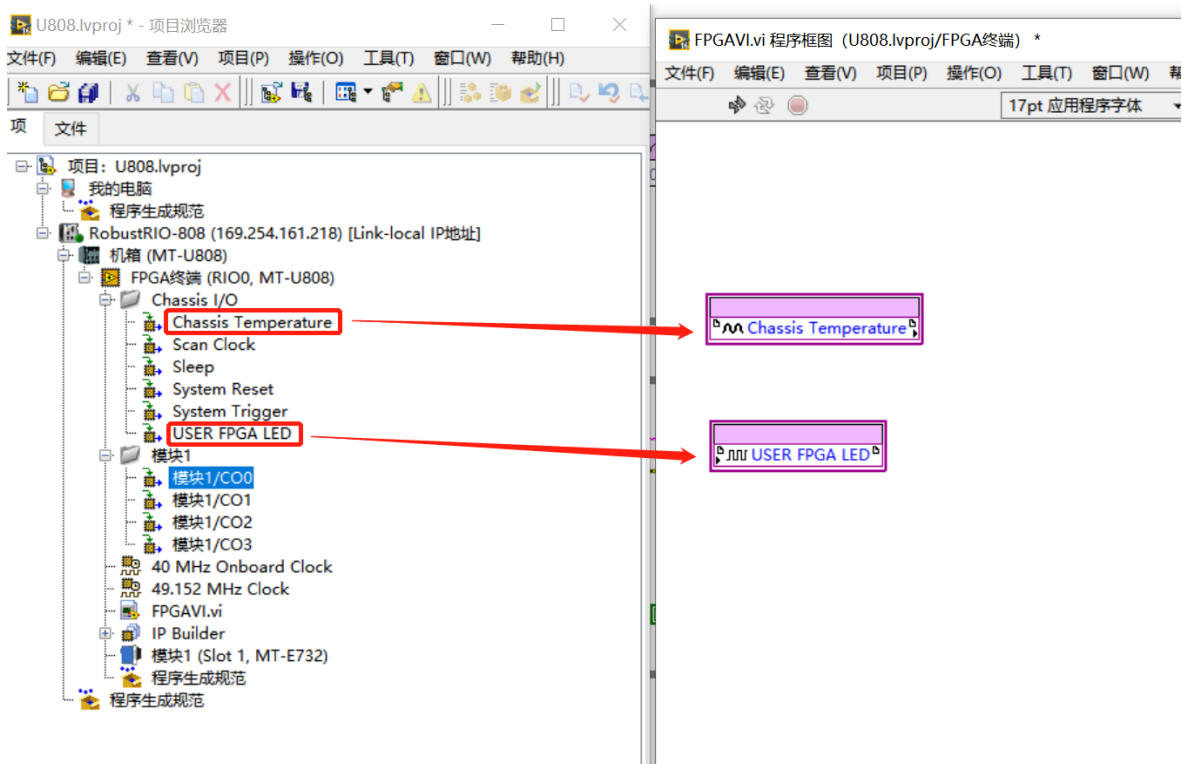 U808.lvproj * - 项目浏览器
文件(F) 编辑(E) 查看(V) 项目(P) 操作(O) 工具(T) 窗口(W) 帮助(H)
项 文件
项目：U808.lvproj
我的电脑
程序生成规范
RobustRIO-808 (169.254.161.218) [Link-local IP地址]
机箱 (MT-U808)
FPGA终端 (RIO0, MT-U808)
Chassis I/O
Chassis Temperature
Scan Clock
Sleep
System Reset
System Trigger
USER FPGA LED
模块1
模块1/CO0
模块1/CO1
模块1/CO2
模块1/CO3
40 MHz Onboard Clock
49.152 MHz Clock
FPGAVI.vi
IP Builder
模块1 (Slot 1, MT-E732)
程序生成规范
程序生成规范
FPGAVI.vi 程序框图（U808.lvproj/FPGA终端） *
文件(F) 编辑(E) 查看(V) 项目(P) 操作(O) 工具(T) 窗口(W)
17pt 应用程序字体
Chassis Temperature
USER FPGA LED